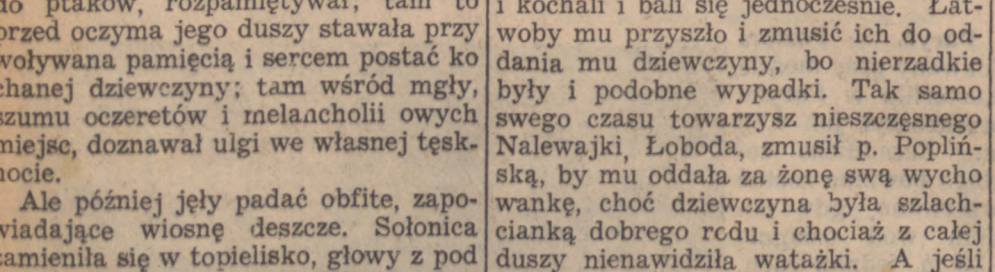 do ptaków, rozpamiętywał, tam to
przed oczyma jego duszy stawała przy
woływana pamięcią i sercem postać ko
chanej dziewczyny; tam wśród mgły,
szumu oczeretów i melancholii owych
miejsc, doznawał ulgi we własnej tęsk-
nocie.
Ale później jęły padać obfite, zapo-
wiadające wiosnę deszcze. Sołonica
zamieniła się w topielisko, głowy z pod
i kochali i bali się jednocześnie. Łat-
woby mu przyszło i zmusić ich do od-
dania mu dziewczyny, bo nierzadkie
były i podobne wypadki. Tak samo
swego czasu towarzysz nieszczęsnego
Nalewajki, Łoboda, zmusił p. Popliń-
ską, by mu oddała za żonę swą wycho
wankę, choć dziewczyna była szlach-
cianką dobrego rodu i chociaż z całej
duszy nienawidziła watażki. A jeśli